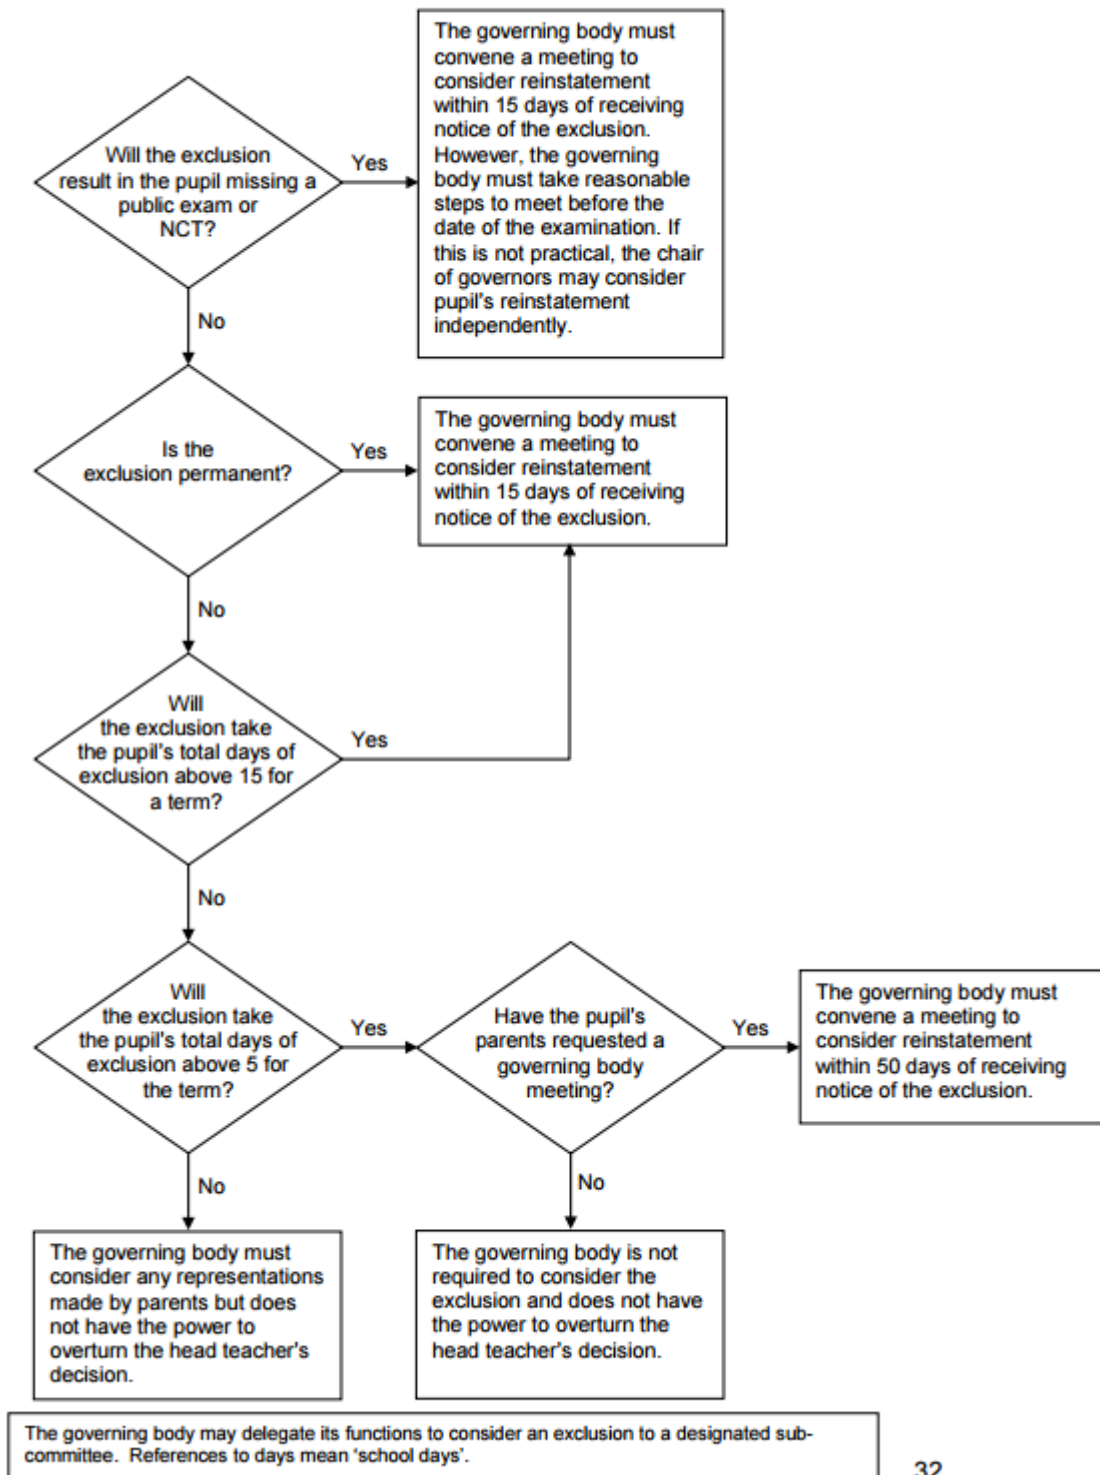 The governing body must
convene a meeting to
consider reinstatement
within 15 days of receiving
notice of the exclusion.
However, the governing
body must take reasonable
steps to meet before the
date of the examination. If
this is not practical, the chair
of governors may consider
pupil's reinstatement
independently.
Will the exclusion
result in the pupil missing a
public exam or
NCT?
Yes
No
Is the
exclusion permanent?
Yes
The governing body must
convene a meeting to
consider reinstatement
within 15 days of receiving
notice of the exclusion.
No
Will
the exclusion take
the pupil's total days of
exclusion above 15 for
a term?
Yes
No
Will
the exclusion take
the pupil's total days of
exclusion above 5 for
the term?
Yes
Have the pupil's
parents requested a
governing body
meeting?
Yes
The governing body must
convene a meeting to
consider reinstatement
within 50 days of receiving
notice of the exclusion.
No
No
The governing body must
consider any representations
made by parents but does
not have the power to
overturn the head teacher's
decision.
The governing body is not
required to consider the
exclusion and does not have
the power to overturn the
head teacher's decision.
The governing body may delegate its functions to consider an exclusion to a designated sub-
committee. References to days mean 'school days'.
32